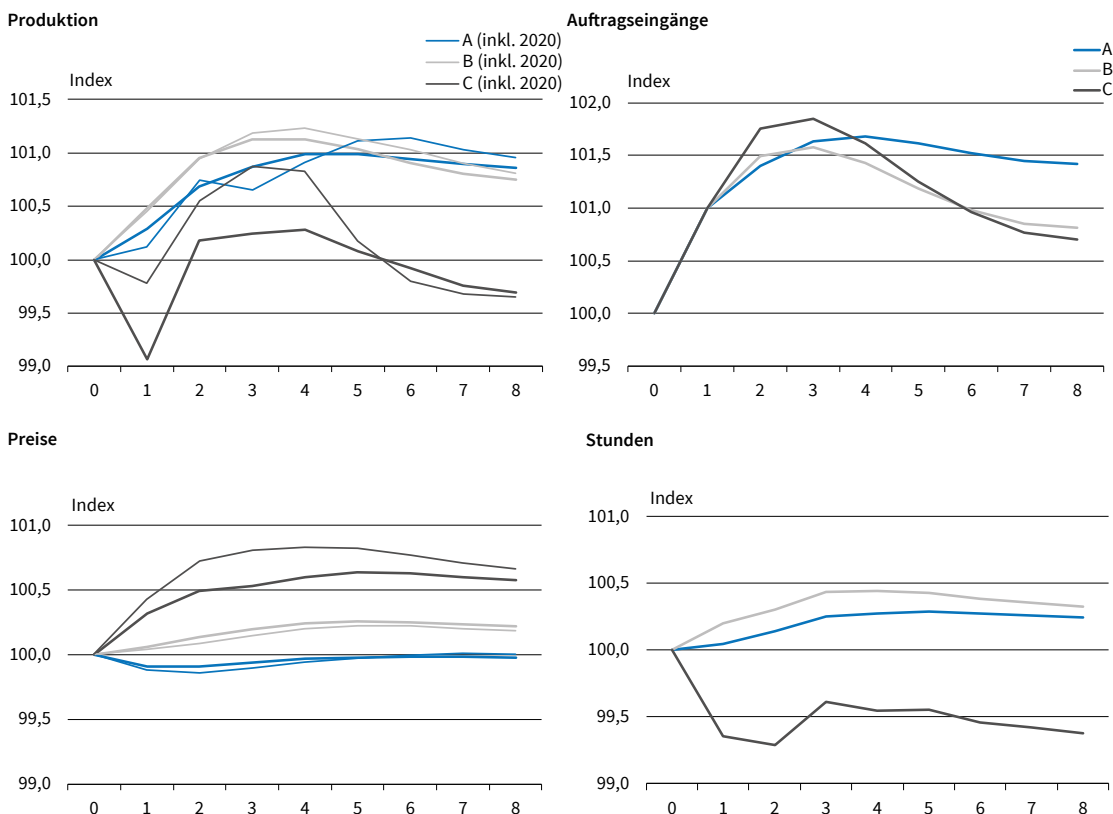 Produktion
A (inkl. 2020)
B (inkl. 2020)
C (inkl. 2020)
Index
101,5
101,0
100,5
100,0
99,5
99,0
0 1 2 3 4 5 6 7 8
Auftragseingänge
A
B
C
Index
102,0
101,5
101,0
100,5
100,0
99,5
0 1 2 3 4 5 6 7 8
Preise
Index
101,0
100,5
100,0
99,5
99,0
0 1 2 3 4 5 6 7 8
Stunden
Index
101,0
100,5
100,0
99,5
99,0
0 1 2 3 4 5 6 7 8